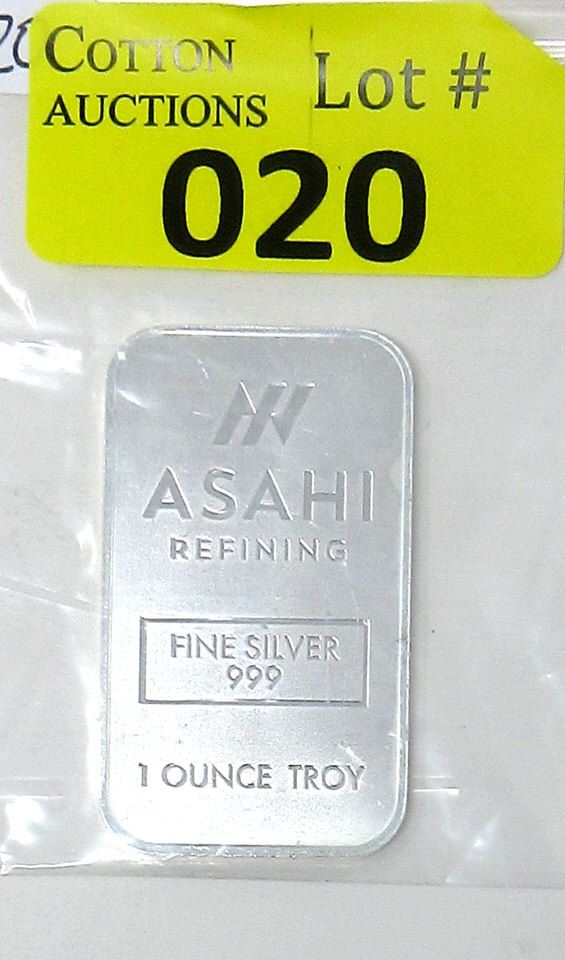 COTTON
AUCTIONS
Lot #
020
ASAHI
REFINING
FINE SILVER
999
1 OUNCE TROY